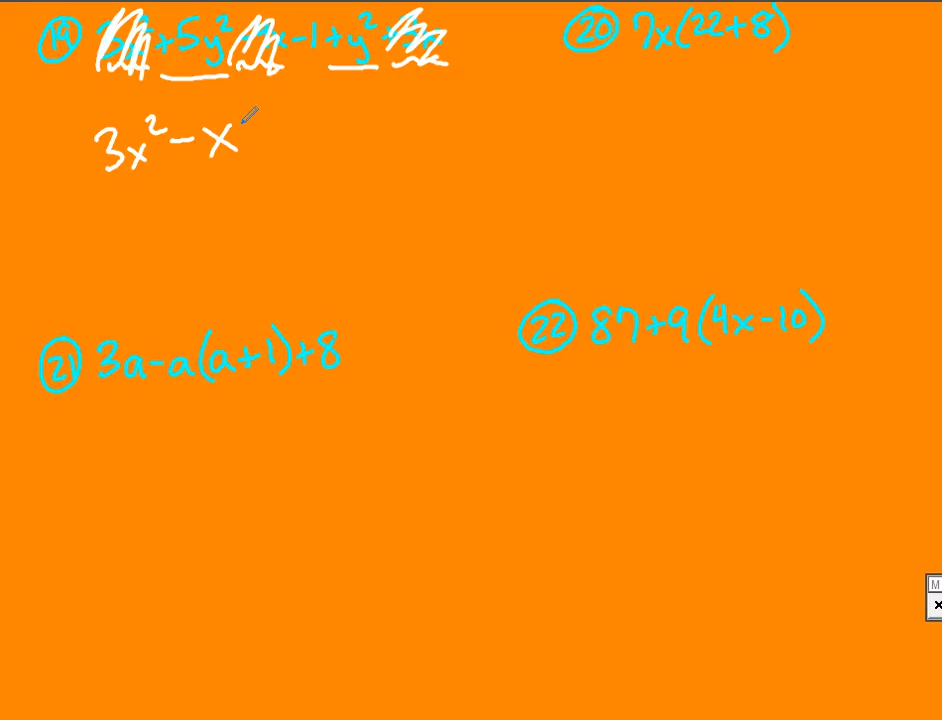 19 +5y² -1+y²
20 7x(22+8)
3x²-x
21 3a-a(a+1)+8
22 87+9(4x-10)
M
×